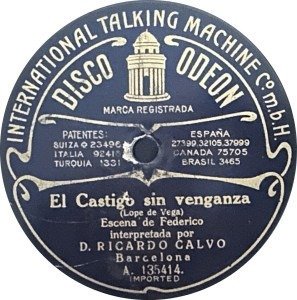 INTERNATIONAL TALKING MACHINE Co. m.b.H.
DISCO ODEON
MARCA REGISTRADA
PATENTES: ESPAÑA
SUIZA 23496 27399,32105,37999
ITALIA 92415 CANADA 75705
TURQUIA 1331 BRASIL 3465
El Castigo sin venganza
(Lope de Vega)
Escena de Federico
interpretada por
D. RICARDO CALVO
Barcelona
A. 135414.
IMPORTED